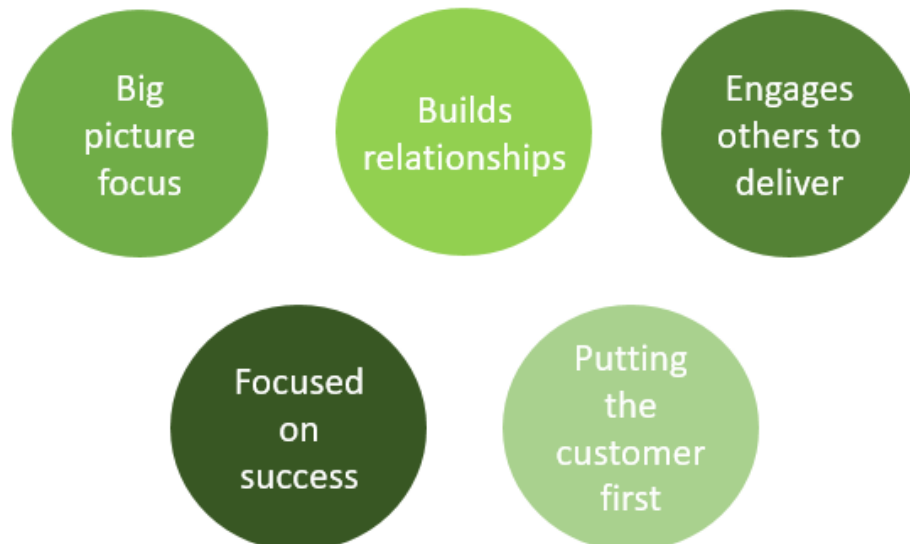 Big
picture
focus
Builds
relationships
Engages
others to
deliver
Focused
on
success
Putting
the
customer
first